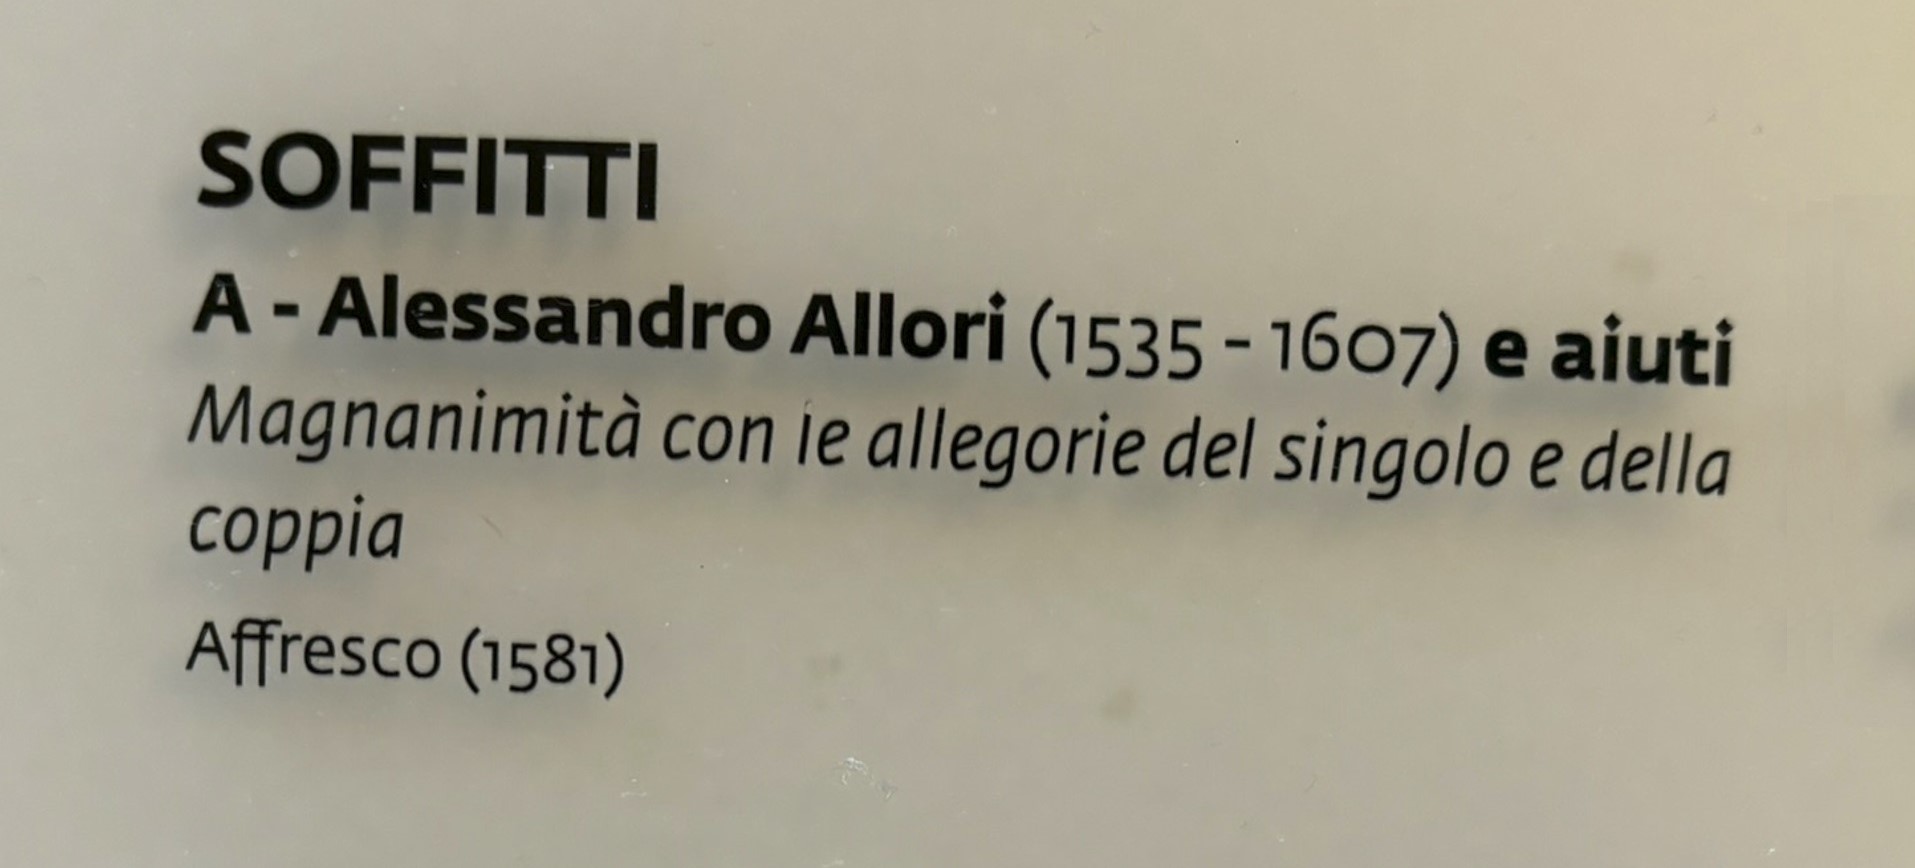 SOFFITTI
A - Alessandro Allori (1535 - 1607) e aiuti
Magnanimità con le allegorie del singolo e della
coppia
Affresco (1581)